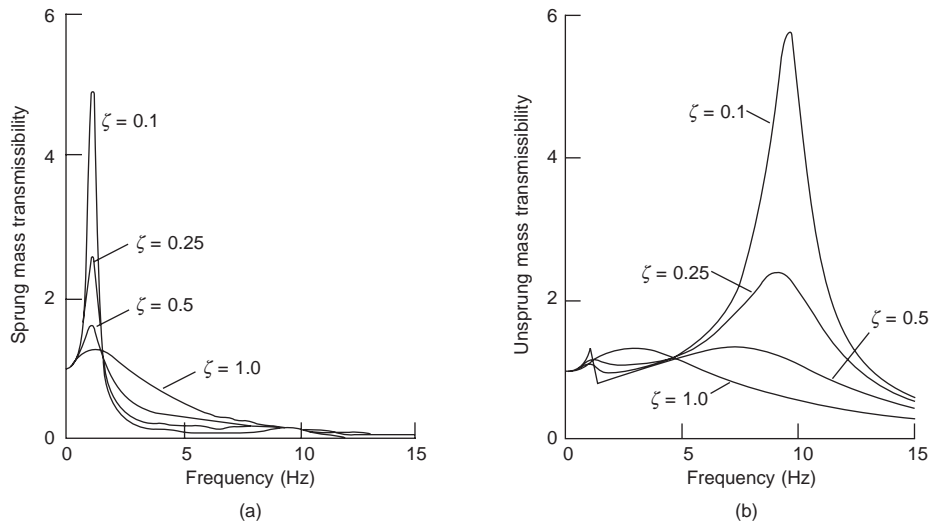 6
4
2
0
0
5
10
15
Sprung mass transmissibility
Frequency (Hz)
ζ = 0.1
ζ = 0.25
ζ = 0.5
ζ = 1.0
(a)
6
4
2
0
0
5
10
15
Unsprung mass transmissibility
Frequency (Hz)
ζ = 0.1
ζ = 0.25
ζ = 0.5
ζ = 1.0
(b)